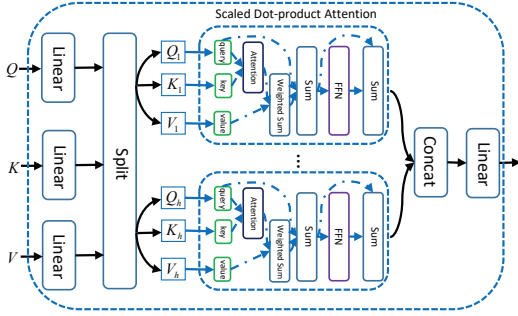 Scaled Dot-product Attention
Q
Linear
K
Linear
V
Linear
Split
Q1
K1
V1
query
key
value
Attention
Weighted Sum
Sum
FFN
Sum
...
Qh
Kh
Vh
query
key
value
Attention
Weighted Sum
Sum
FFN
Sum
Concat
Linear